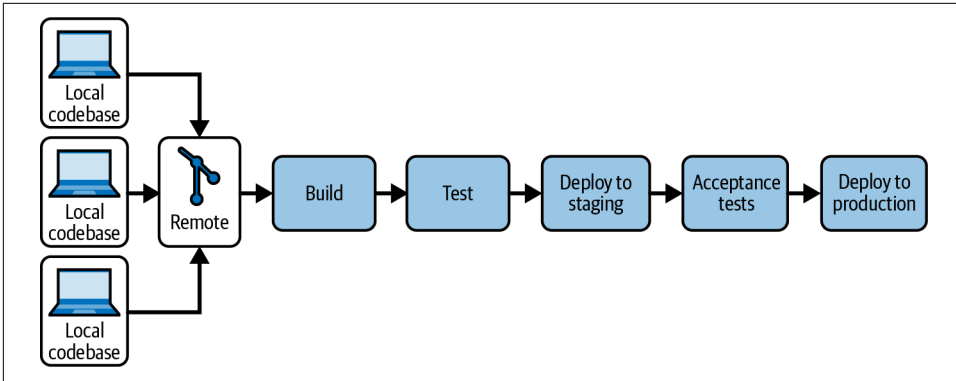 Local
codebase
Local
codebase
Local
codebase
Remote
Build
Test
Deploy to
staging
Acceptance
tests
Deploy to
production